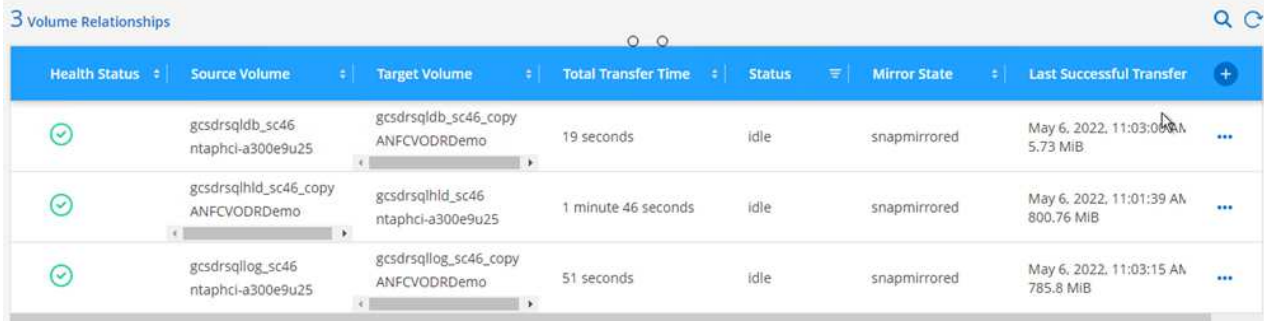 3 Volume Relationships
Health Status Source Volume Target Volume Total Transfer Time Status Mirror State Last Successful Transfer
gcsdrsqldb_sc46
ntaphci-a300e9u25
gcsdrsqldb_sc46_copy
ANFCVODRDemo
19 seconds
idle
snapmirrored
May 6, 2022, 11:03:00 AM
5.73 MiB
gcsdrsqlhld_sc46_copy
ANFCVODRDemo
gcsdrsqlhld_sc46
ntaphci-a300e9u25
1 minute 46 seconds
idle
snapmirrored
May 6, 2022, 11:01:39 AM
800.76 MiB
gcsdrsqllog_sc46
ntaphci-a300e9u25
gcsdrsqllog_sc46_copy
ANFCVODRDemo
51 seconds
idle
snapmirrored
May 6, 2022, 11:03:15 AM
785.8 MiB